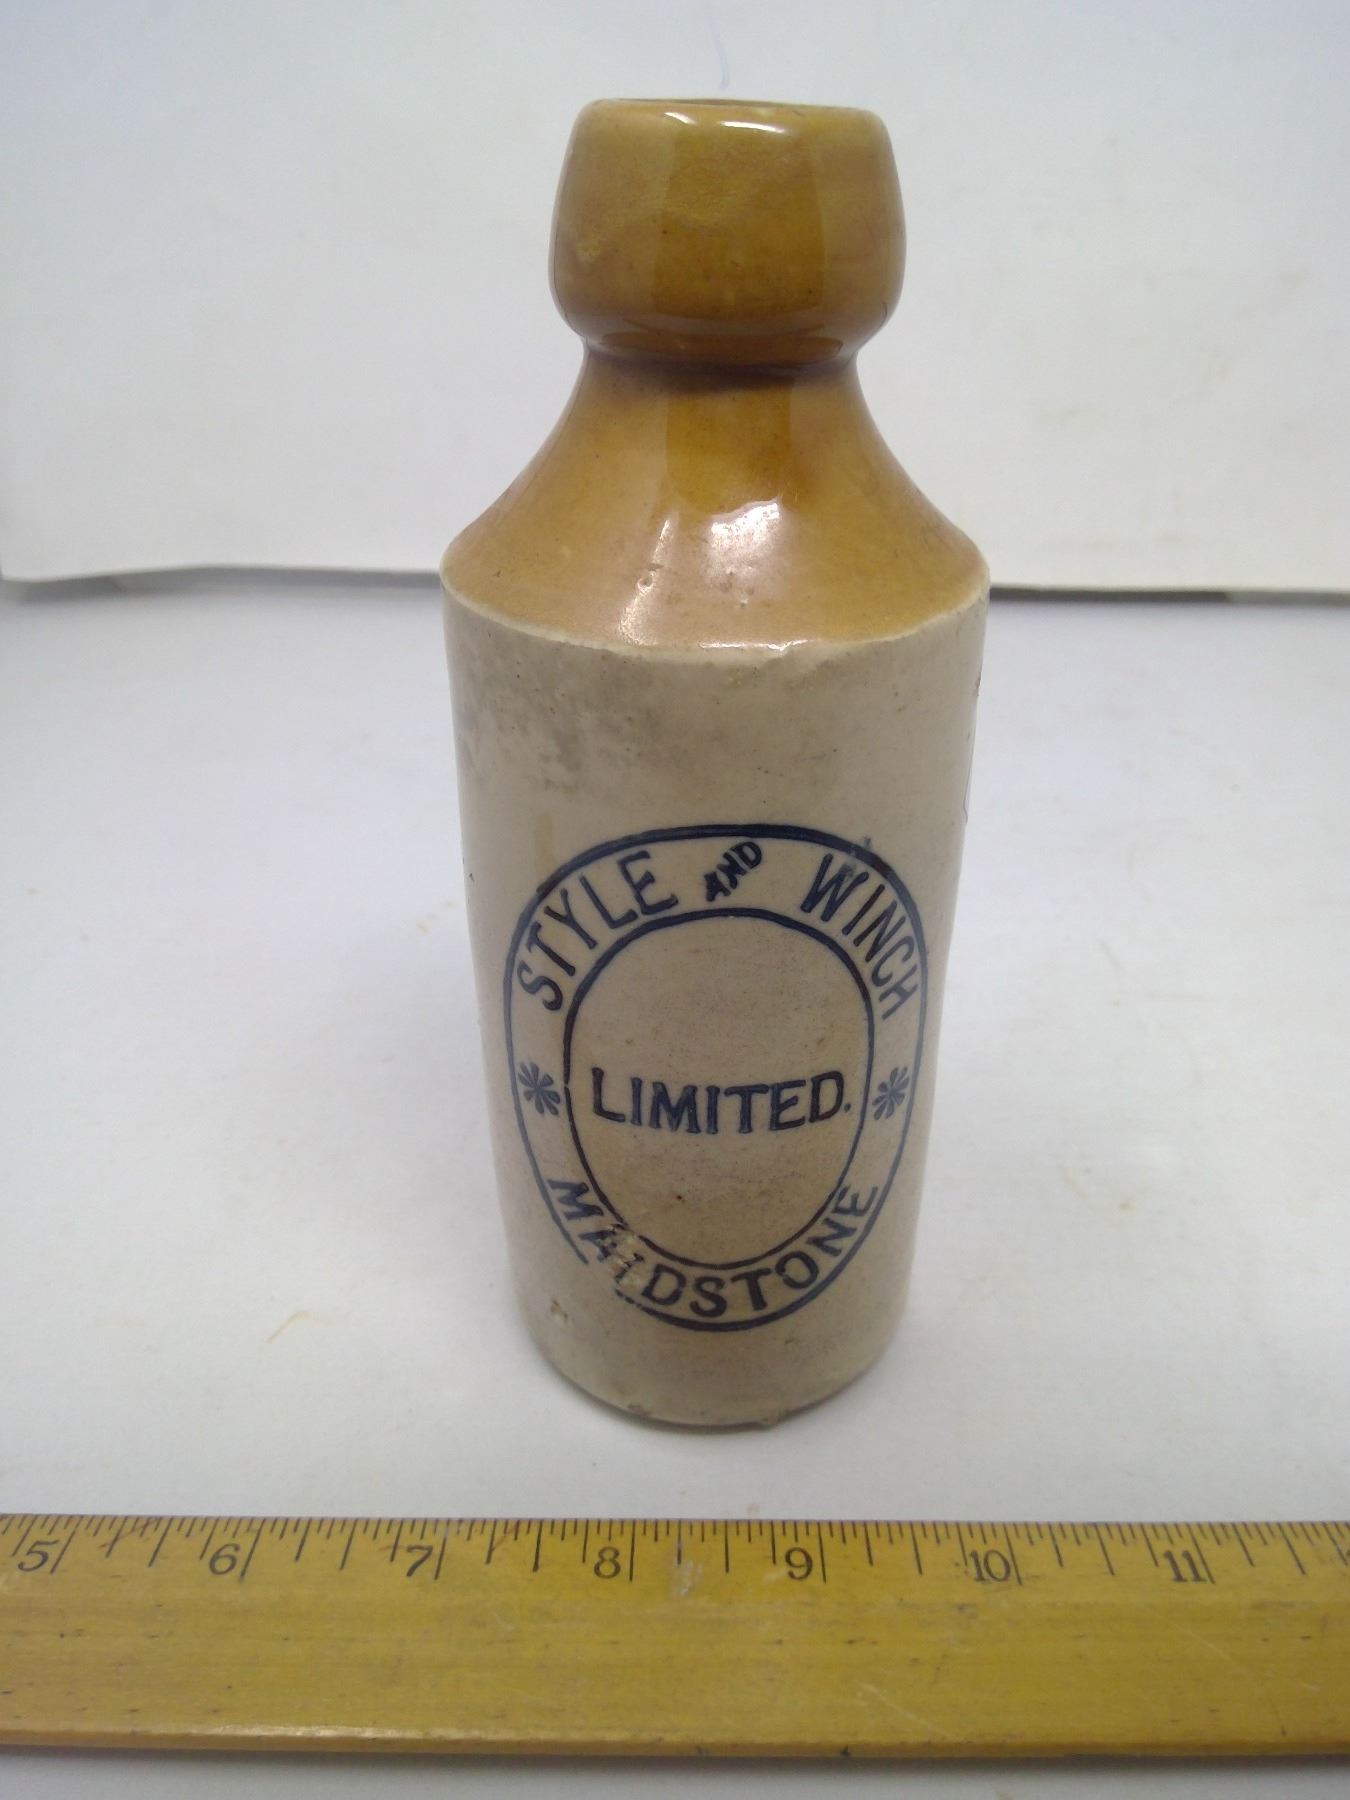 STYLE AND WINCH
LIMITED.
MAIDSTONE
5 6 7 8 9 10 11